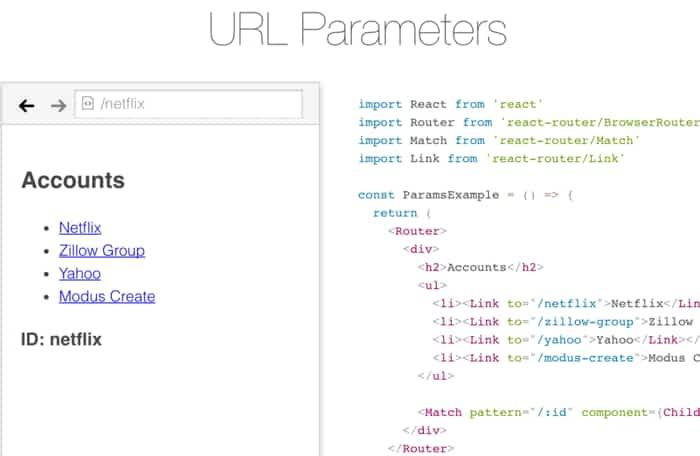 URL Parameters
/netflix
Accounts
Netflix
Zillow Group
Yahoo
Modus Create
ID: netflix
import React from 'react'
import Router from 'react-router/BrowserRouter
import Match from 'react-router/Match'
import Link from 'react-router/Link'
const ParamsExample = () => {
return (
<Router>
<div>
<h2>Accounts</h2>
<ul>
<li><Link to="/netflix">Netflix</Lin
<li><Link to="/zillow-group">Zillow
<li><Link to="/yahoo">Yahoo</Link></
<li><Link to="/modus-create">Modus C
</ul>
<Match pattern="/:id" component={Child
</div>
</Router>